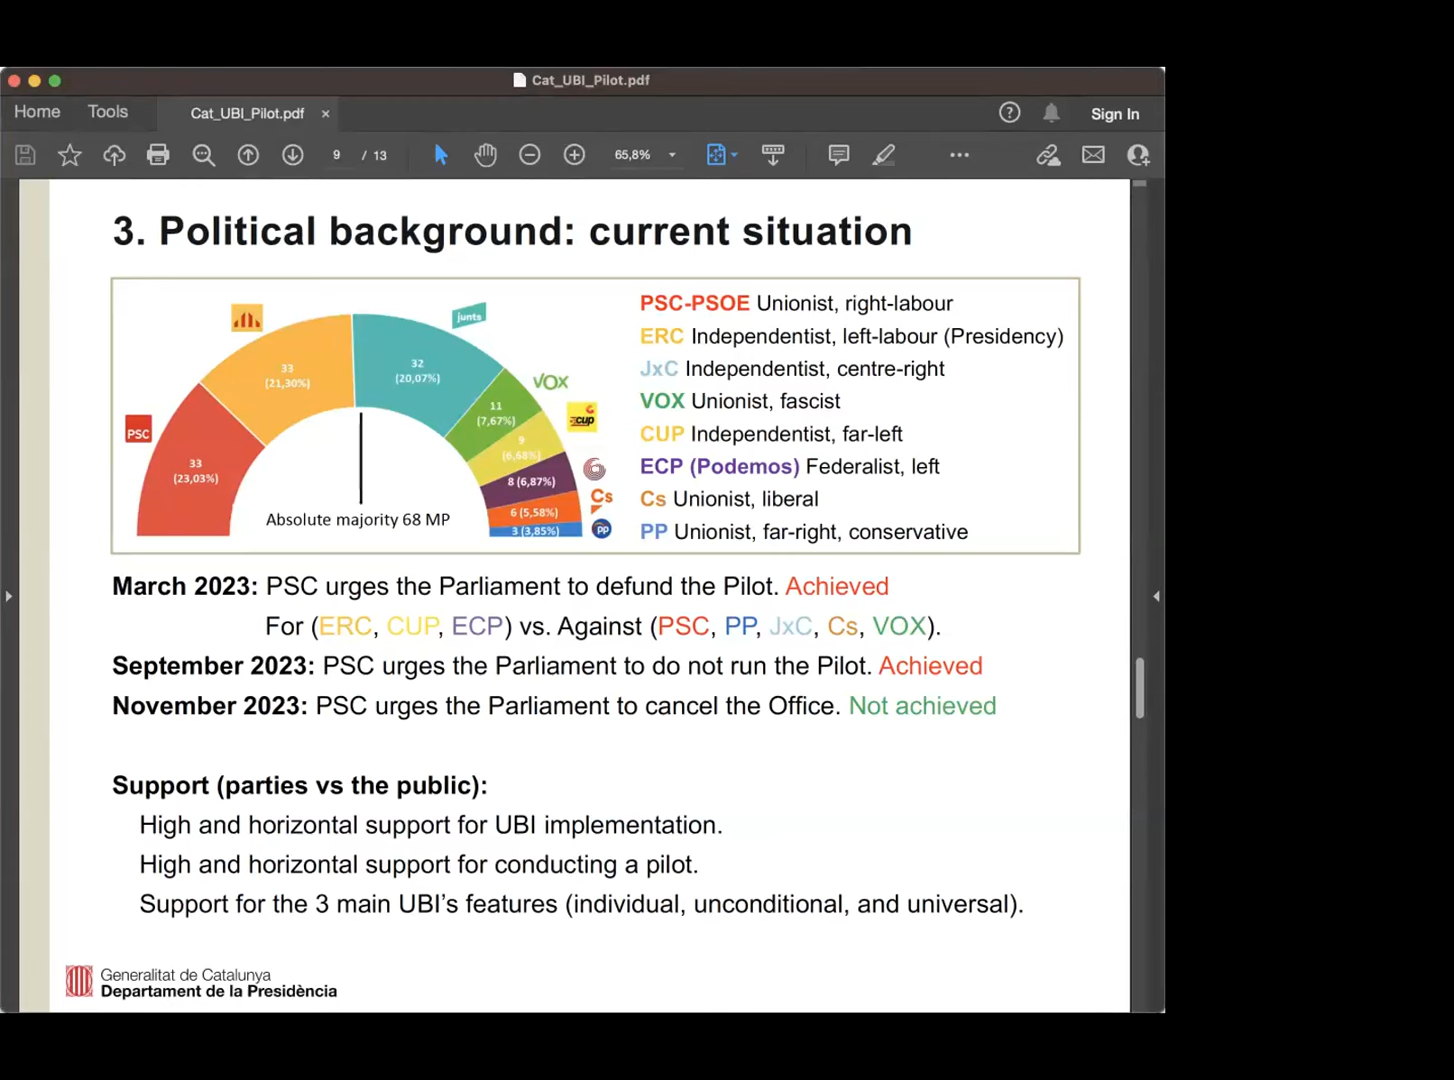 Cat_UBI_Pilot.pdf
Home Tools Cat_UBI_Pilot.pdf × ? Sign In
9 / 13 65,8%
3. Political background: current situation
junts
33
(21,30%)
32
(20,07%)
VOX
11
(7,67%)
cup
PSC
9
(6,68%)
33
(23,03%)
8 (6,87%)
Cs
6 (5,58%)
3 (3,85%)
pp
Absolute majority 68 MP
PSC-PSOE Unionist, right-labour
ERC Independentist, left-labour (Presidency)
JxC Independentist, centre-right
VOX Unionist, fascist
CUP Independentist, far-left
ECP (Podemos) Federalist, left
Cs Unionist, liberal
PP Unionist, far-right, conservative
March 2023: PSC urges the Parliament to defund the Pilot. Achieved
For (ERC, CUP, ECP) vs. Against (PSC, PP, JxC, Cs, VOX).
September 2023: PSC urges the Parliament to do not run the Pilot. Achieved
November 2023: PSC urges the Parliament to cancel the Office. Not achieved
Support (parties vs the public):
High and horizontal support for UBI implementation.
High and horizontal support for conducting a pilot.
Support for the 3 main UBI’s features (individual, unconditional, and universal).
Generalitat de Catalunya
Departament de la Presidència